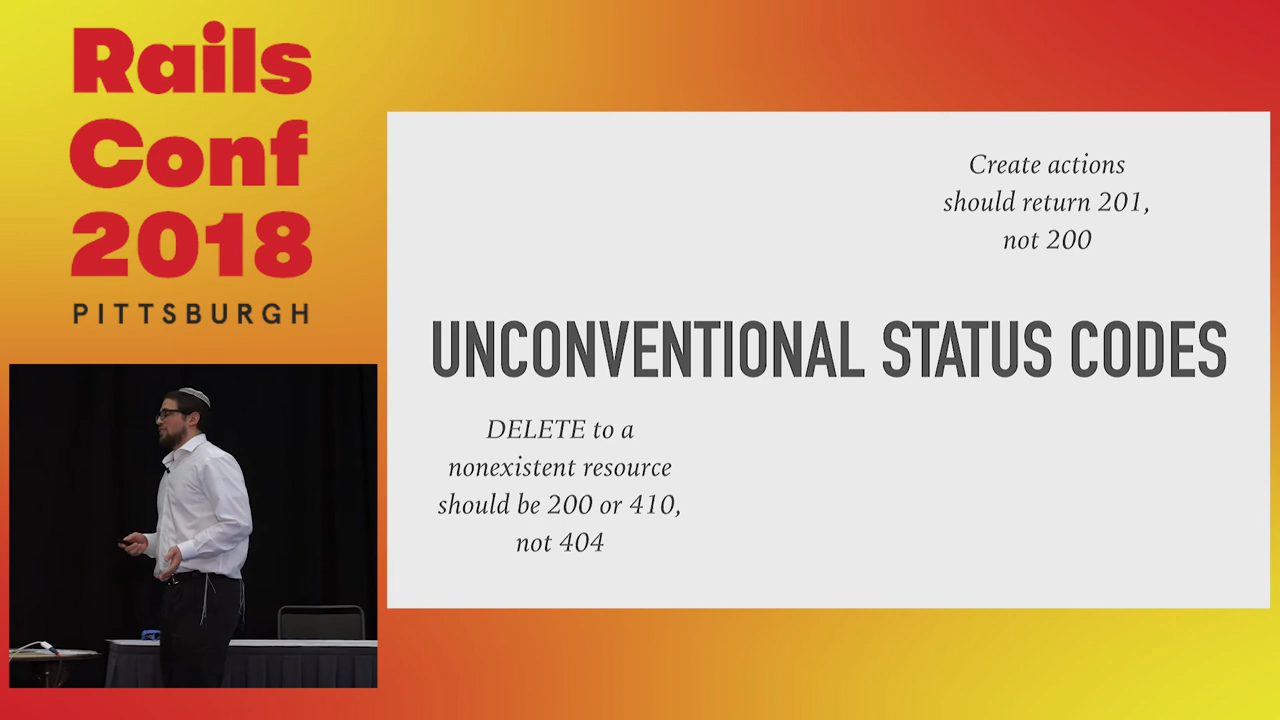 Rails
Conf
2018
PITTSBURGH
Create actions
should return 201,
not 200
UNCONVENTIONAL STATUS CODES
DELETE to a
nonexistent resource
should be 200 or 410,
not 404